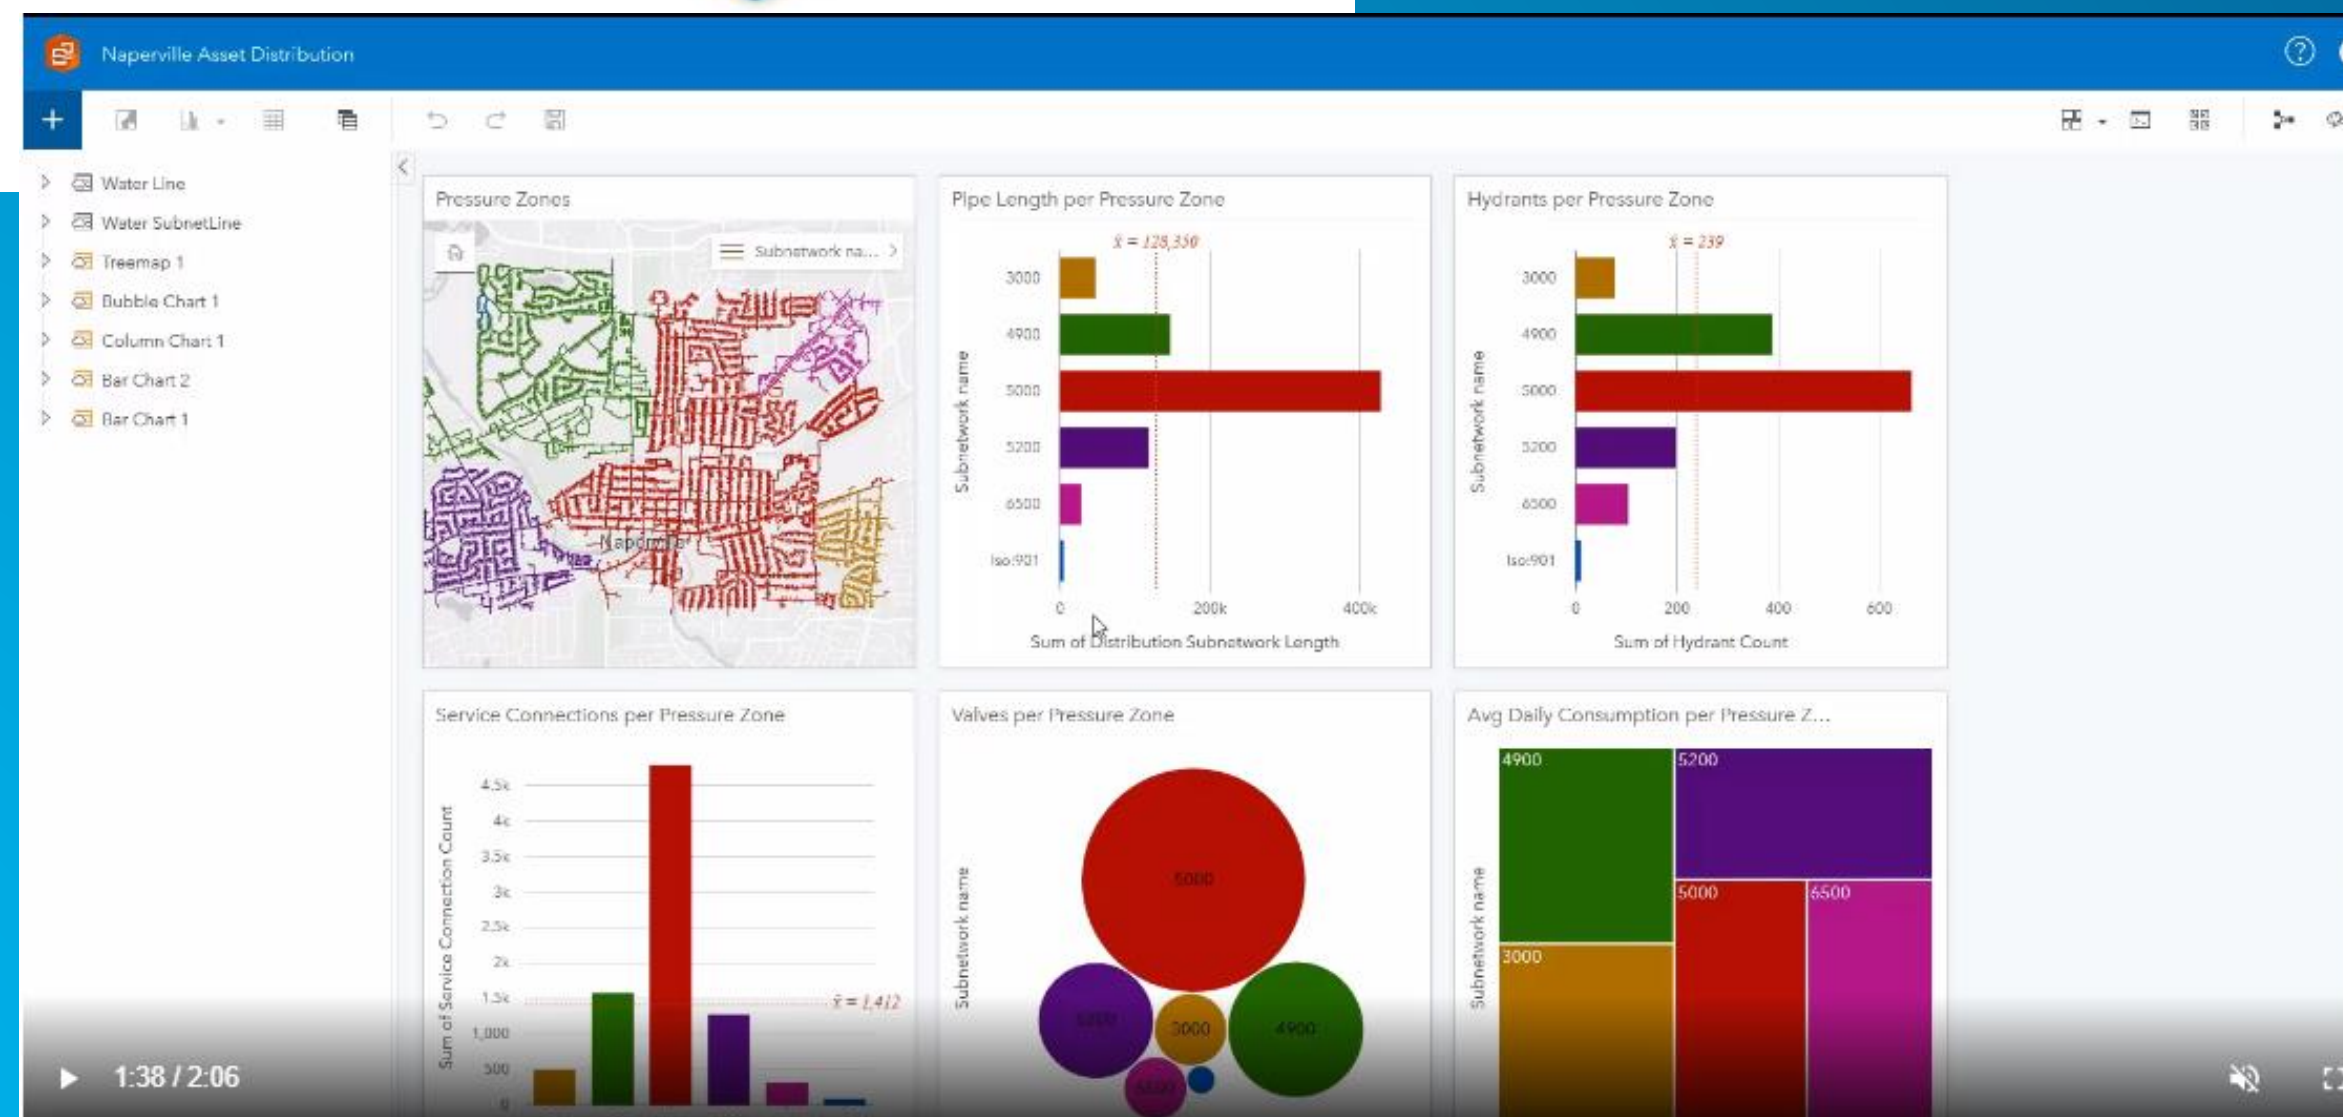 Naperville Asset Distribution
Water Line
Water SubnetLine
Treemap 1
Bubble Chart 1
Column Chart 1
Bar Chart 2
Bar Chart 1
Pressure Zones
Subnetwork na...
Naperville
Pipe Length per Pressure Zone
x̄ = 128,350
Subnetwork name
3000
4900
5000
5200
6500
Iso:901
0 200k 400k
Sum of Distribution Subnetwork Length
Hydrants per Pressure Zone
x̄ = 239
Subnetwork name
3000
4900
5000
5200
6500
Iso:901
0 200 400 600
Sum of Hydrant Count
Service Connections per Pressure Zone
Sum of Service Connection Count
4.5k
4k
3.5k
3k
2.5k
2k
1.5k
x̄ = 1,412
1,000
500
0
Valves per Pressure Zone
Subnetwork name
5000
5200
3000
4900
6500
Avg Daily Consumption per Pressure Z...
Subnetwork name
4900
5200
5000
6500
3000
1:38 / 2:06